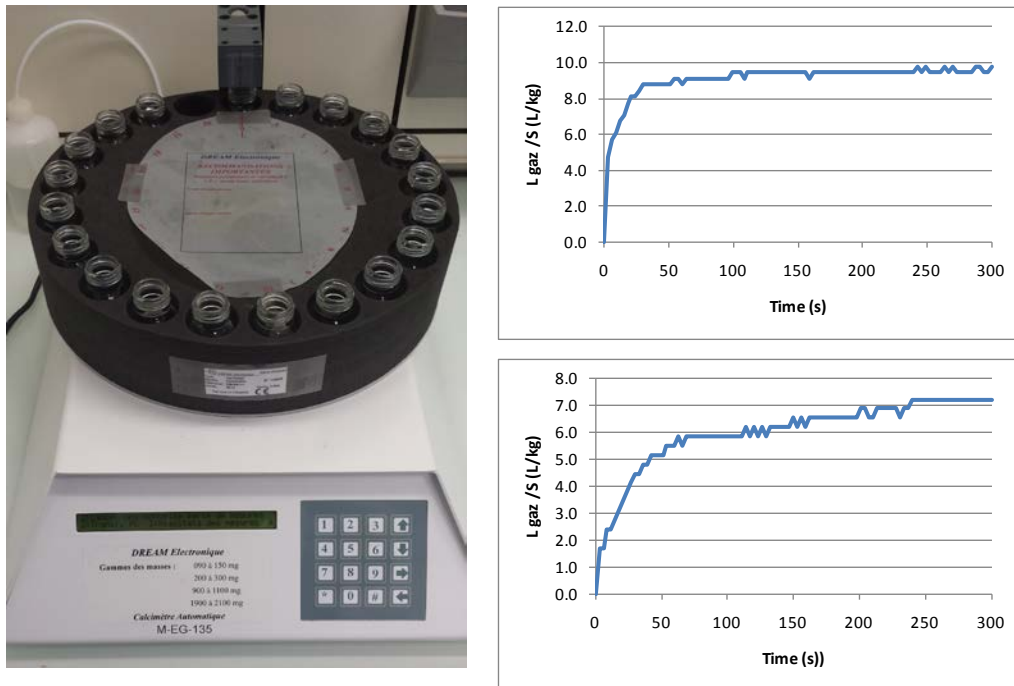 DREAM Electronique
RECOMMANDATIONS
IMPORTANTES
DREAM Electronique
Gammes des masses : 090 à 150 mg
200 à 300 mg
900 à 1100 mg
1900 à 2100 mg
Calcimètre Automatique
M-EG-135
1 2 3
4 5 6
7 8 9
* 0 #
L gaz /S (L/kg)
12.0
10.0
8.0
6.0
4.0
2.0
0.0
0 50 100 150 200 250 300
Time (s)
L gaz /S (L/kg)
8.0
7.0
6.0
5.0
4.0
3.0
2.0
1.0
0.0
0 50 100 150 200 250 300
Time (s))